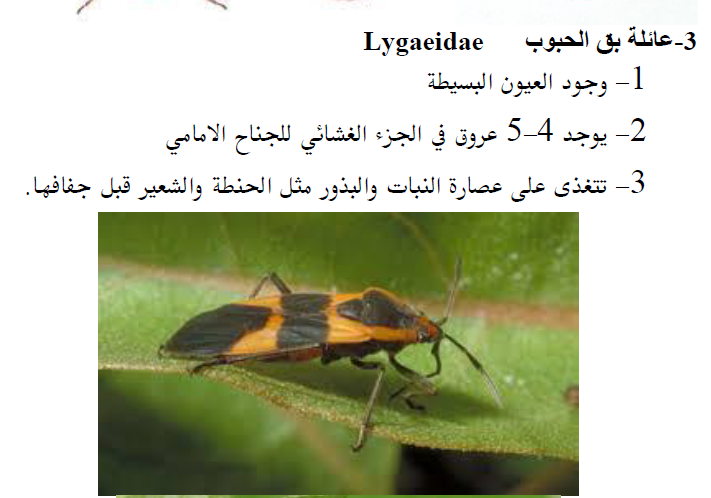 3-عائلة بق الحبوب Lygaeidae
1- وجود العيون البسيطة
2- يوجد 4-5 عروق في الجزء الغشائي للجناح الامامي
3- تتغذى على عصارة النبات والبذور مثل الحنطة والشعير قبل جفافها.